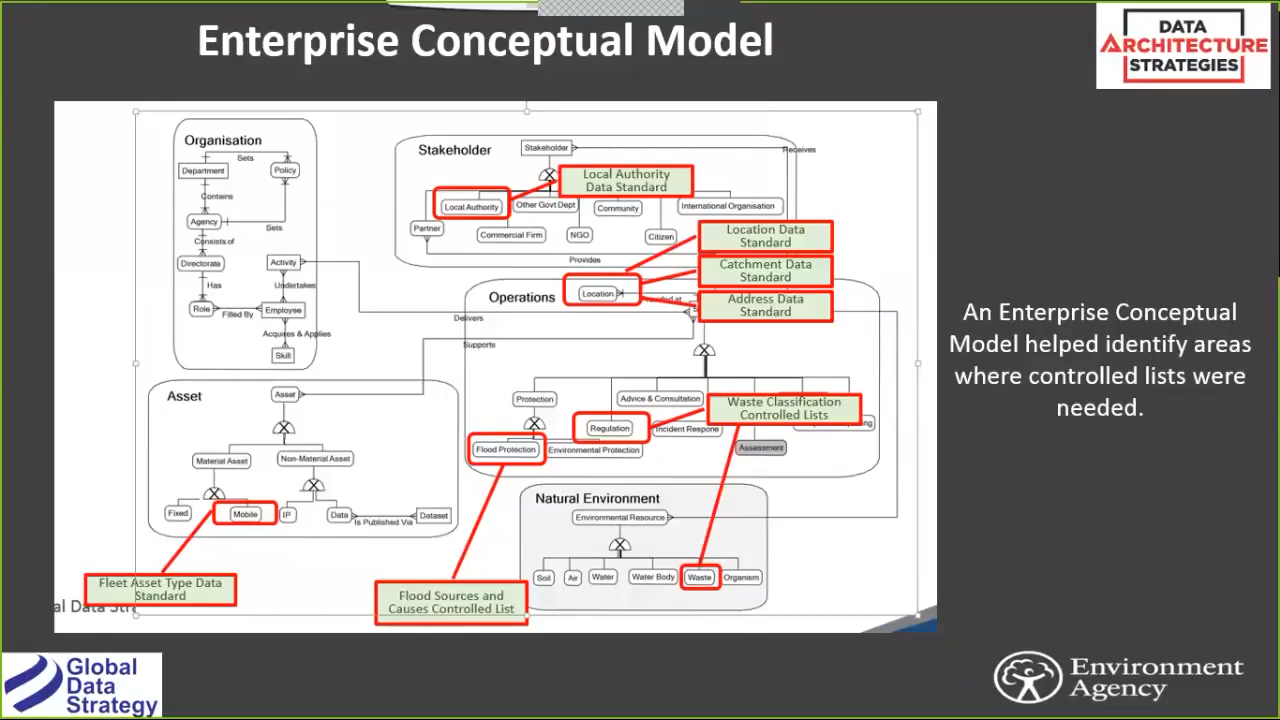 Enterprise Conceptual Model
DATA
ARCHITECTURE
STRATEGIES
Organisation
Sets
Department
Policy
Contains
Agency
Sets
Consists of
Directorate
Activity
Has
Undertakes
Role
Filled By
Employee
Acquires & Applies
Skill
Stakeholder
Stakeholder
Receives
Local Authority
Data Standard
Local Authority
Other Govt Dept
Community
International Organisation
Partner
Commercial Firm
NGO
Citizen
Provides
Location Data
Standard
Catchment Data
Standard
Address Data
Standard
Operations
Location
Delivers
Supports
Protection
Advice & Consultation
Waste Classification
Controlled Lists
Regulation
Incident Respone
Flood Protection
Environmental Protection
Assessment
Asset
Asset
Material Asset
Non-Material Asset
Fixed
Mobile
IP
Data
Is Published Via
Dataset
Natural Environment
Environmental Resource
Soil
Air
Water
Water Body
Waste
Organism
Fleet Asset Type Data
Standard
Flood Sources and
Causes Controlled List
An Enterprise Conceptual
Model helped identify areas
where controlled lists were
needed.
Global
Data
Strategy
Environment
Agency